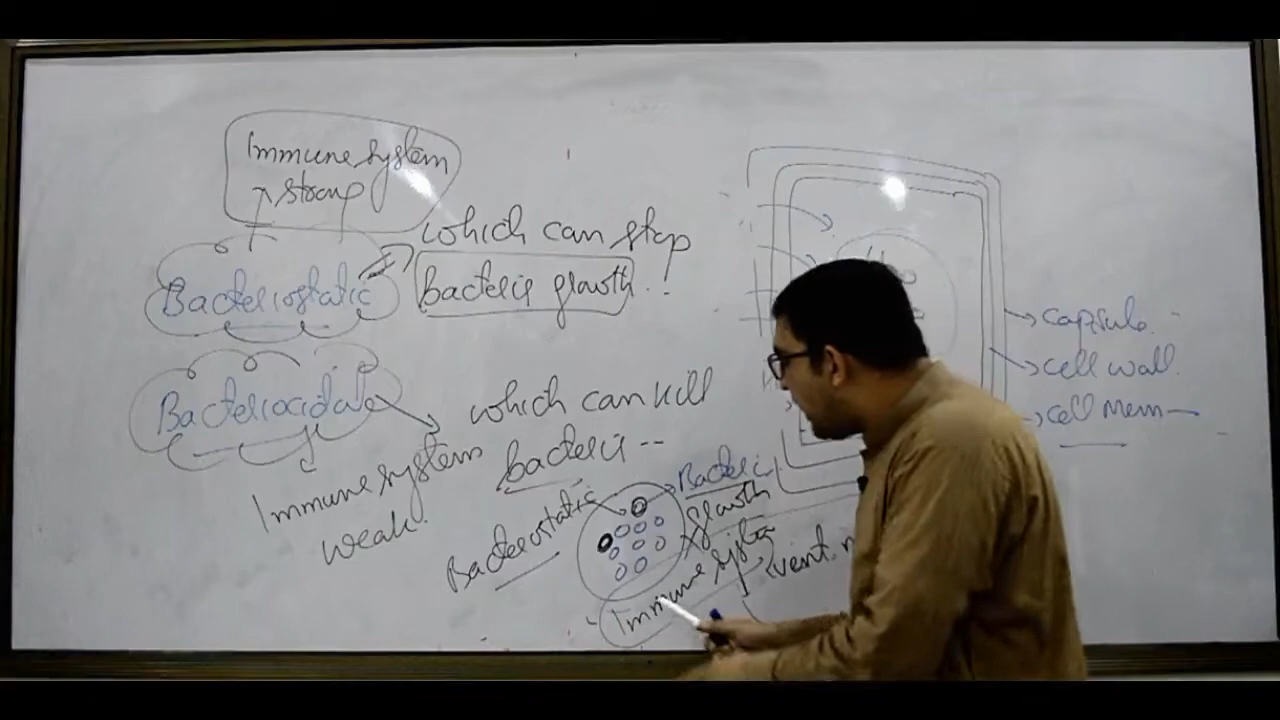 Immune system
strong
which can stop
Bacteriostatic
Bacteria growth . !
Bacteriocidal
which can kill
bacteria --
Immune system
weak.
Bacteriostatic
Bacteria
growth
Immune system
capsule
cell wall
cell mem